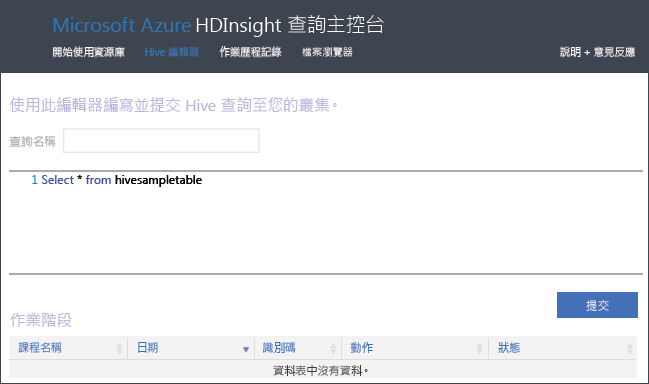 Microsoft Azure HDInsight 查詢主控台
開始使用資源庫 Hive 編輯器 作業歷程記錄 檔案瀏覽器 說明 + 意見反應
使用此編輯器編寫並提交 Hive 查詢至您的叢集。
查詢名稱
1 Select * from hivesampletable
提交
作業階段
課程名稱 日期 識別碼 動作 狀態
資料表中沒有資料。